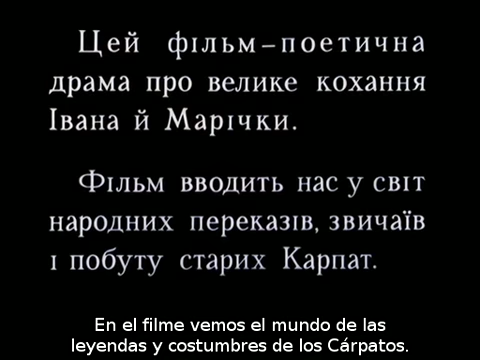 Цей фільм – поетична
драма про велике кохання
Івана й Марічки.
Фільм вводить нас у світ
народних переказів, звичаїв
і побуту старих Карпат.
En el filme vemos el mundo de las
leyendas y costumbres de los Cárpatos.